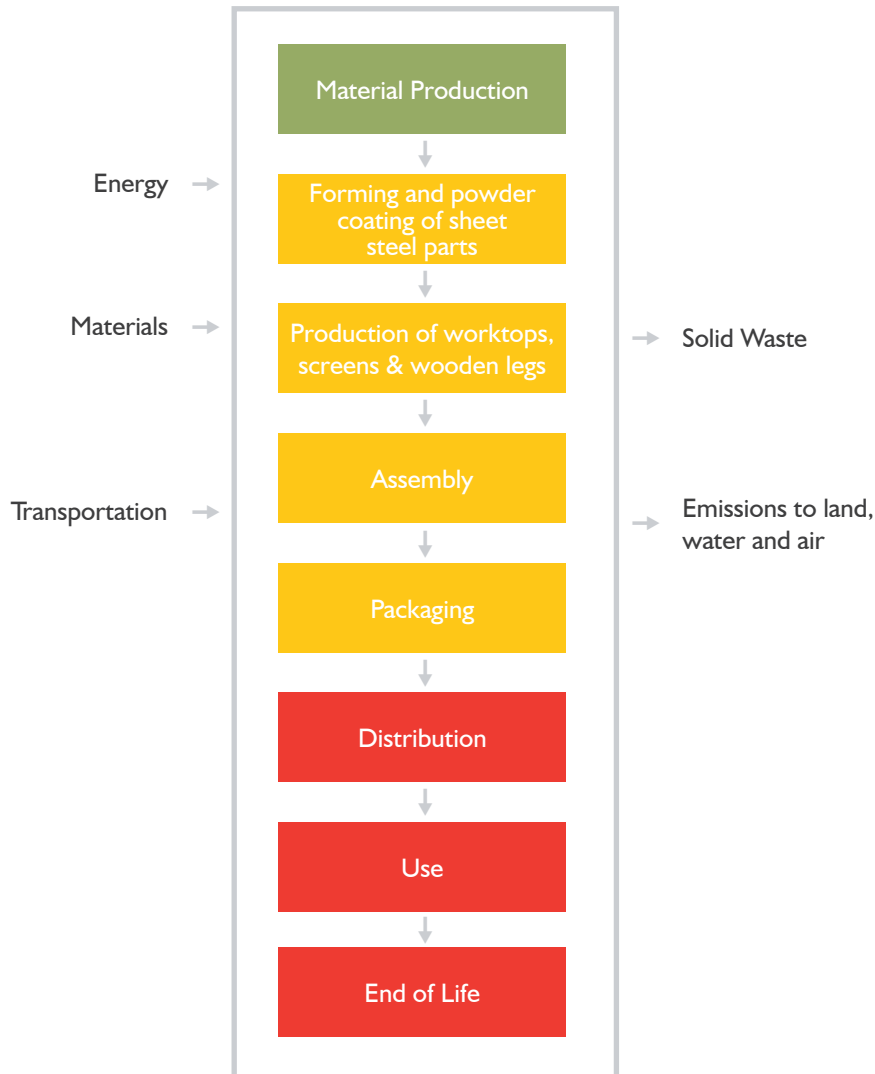 Material Production
Energy
Forming and powder
coating of sheet
steel parts
Materials
Production of worktops,
screens & wooden legs
Solid Waste
Assembly
Transportation
Emissions to land,
water and air
Packaging
Distribution
Use
End of Life